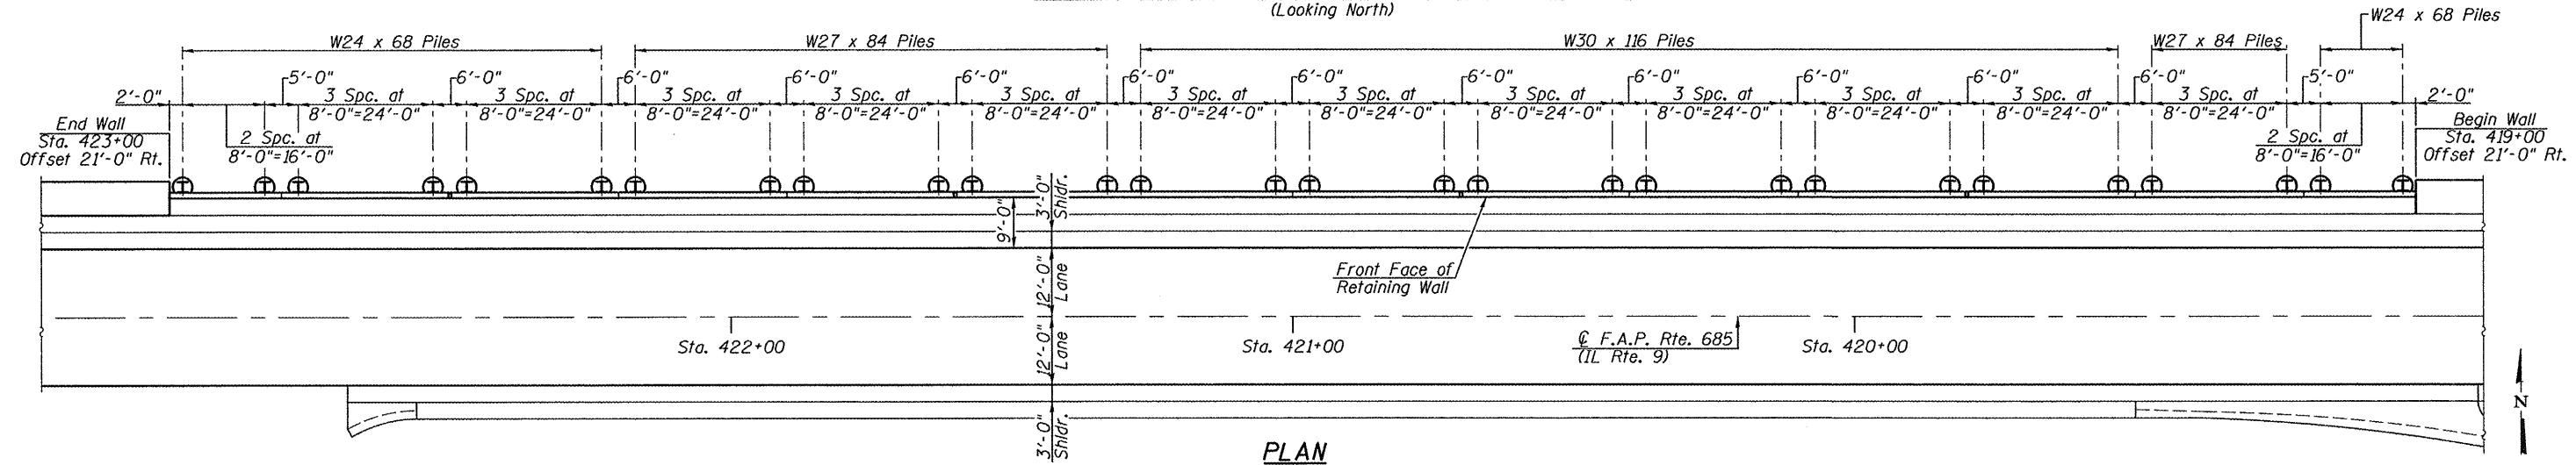 (Looking North)
W24 x 68 Piles
W27 x 84 Piles
W30 x 116 Piles
W27 x 84 Piles
W24 x 68 Piles
2'-0"
5'-0"
6'-0"
6'-0"
6'-0"
6'-0"
6'-0"
6'-0"
6'-0"
6'-0"
6'-0"
6'-0"
6'-0"
5'-0"
2'-0"
3 Spc. at
8'-0"=24'-0"
3 Spc. at
8'-0"=24'-0"
3 Spc. at
8'-0"=24'-0"
3 Spc. at
8'-0"=24'-0"
3 Spc. at
8'-0"=24'-0"
3 Spc. at
8'-0"=24'-0"
3 Spc. at
8'-0"=24'-0"
3 Spc. at
8'-0"=24'-0"
3 Spc. at
8'-0"=24'-0"
3 Spc. at
8'-0"=24'-0"
3 Spc. at
8'-0"=24'-0"
3 Spc. at
8'-0"=24'-0"
End Wall
Sta. 423+00
Offset 21'-0" Rt.
2 Spc. at
8'-0"=16'-0"
2 Spc. at
8'-0"=16'-0"
Begin Wall
Sta. 419+00
Offset 21'-0" Rt.
9'-0"
3'-0"
Shldr.
12'-0"
Lane
12'-0"
Lane
3'-0"
Shldr.
Front Face of
Retaining Wall
Sta. 422+00
Sta. 421+00
℄ F.A.P. Rte. 685
(IL Rte. 9)
Sta. 420+00
N
PLAN